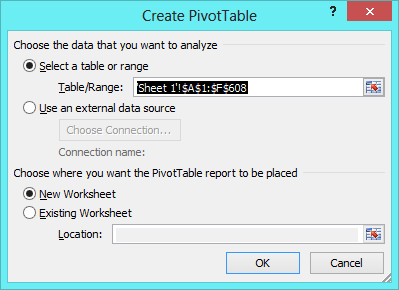 Create PivotTable
?
Choose the data that you want to analyze
Select a table or range
Table/Range: 'Sheet 1'!$A$1:$F$608
Use an external data source
Choose Connection...
Connection name:
Choose where you want the PivotTable report to be placed
New Worksheet
Existing Worksheet
Location:
OK Cancel